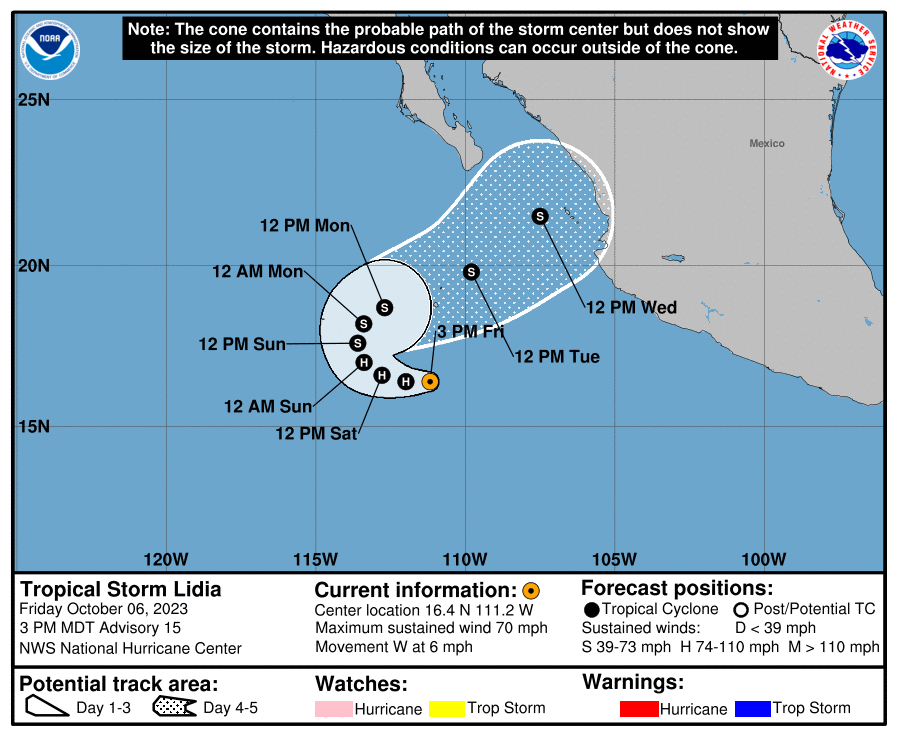 Note: The cone contains the probable path of the storm center but does not show
the size of the storm. Hazardous conditions can occur outside of the cone.
NOAA
NATIONAL WEATHER SERVICE
25N
Mexico
12 PM Mon
S
20N
12 AM Mon
S
S
12 PM Wed
S
3 PM Fri
12 PM Sun
S
S
12 PM Tue
H
H
H
12 AM Sun
15N
12 PM Sat
120W
115W
110W
105W
100W
Tropical Storm Lidia
Friday October 06, 2023
3 PM MDT Advisory 15
NWS National Hurricane Center
Current information:
Center location 16.4 N 111.2 W
Maximum sustained wind 70 mph
Movement W at 6 mph
Forecast positions:
Tropical Cyclone
Post/Potential TC
Sustained winds:
D < 39 mph
S 39-73 mph H 74-110 mph M > 110 mph
Potential track area:
Day 1-3
Day 4-5
Watches:
Hurricane
Trop Storm
Warnings:
Hurricane
Trop Storm